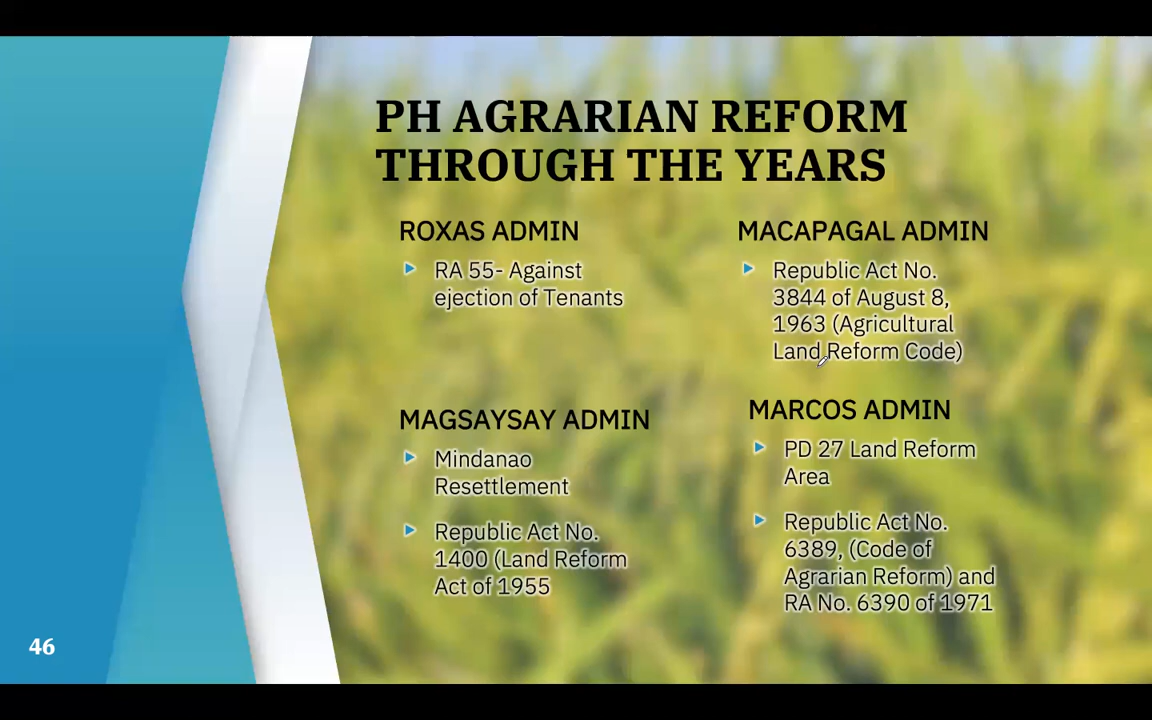 PH AGRARIAN REFORM
THROUGH THE YEARS
ROXAS ADMIN
RA 55- Against
ejection of Tenants
MAGSAYSAY ADMIN
Mindanao
Resettlement
Republic Act No.
1400 (Land Reform
Act of 1955
MACAPAGAL ADMIN
Republic Act No.
3844 of August 8,
1963 (Agricultural
Land Reform Code)
MARCOS ADMIN
PD 27 Land Reform
Area
Republic Act No.
6389, (Code of
Agrarian Reform) and
RA No. 6390 of 1971
46